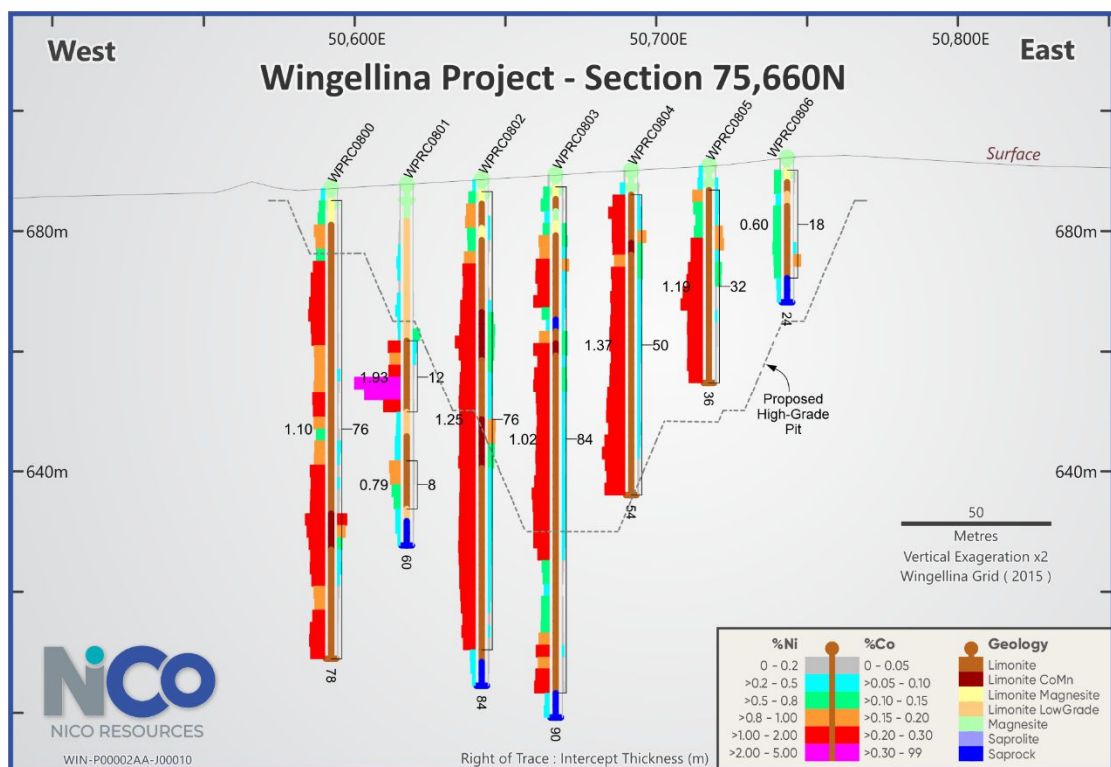 West
50,600E
50,700E
50,800E
East
Wingellina Project - Section 75,660N
WPRC0800
WPRC0801
WPRC0802
WPRC0803
WPRC0804
WPRC0805
WPRC0806
Surface
680m
680m
0.60
18
1.19
32
24
1.37
50
1.93
12
36
Proposed
High-Grade
Pit
1.10
76
1.25
76
1.02
84
640m
640m
0.79
8
54
60
50
Metres
Vertical Exageration x2
Wingellina Grid ( 2015 )
78
84
90
NiCo
NICO RESOURCES
WIN-P00002AA-J00010
Right of Trace : Intercept Thickness (m)
%Ni %Co Geology
0 - 0.2 0 - 0.05 Limonite
>0.2 - 0.5 >0.05 - 0.10 Limonite CoMn
>0.5 - 0.8 >0.10 - 0.15 Limonite Magnesite
>0.8 - 1.00 >0.15 - 0.20 Limonite LowGrade
>1.00 - 2.00 >0.20 - 0.30 Magnesite
>2.00 - 5.00 >0.30 - 99 Saprolite
Saprock